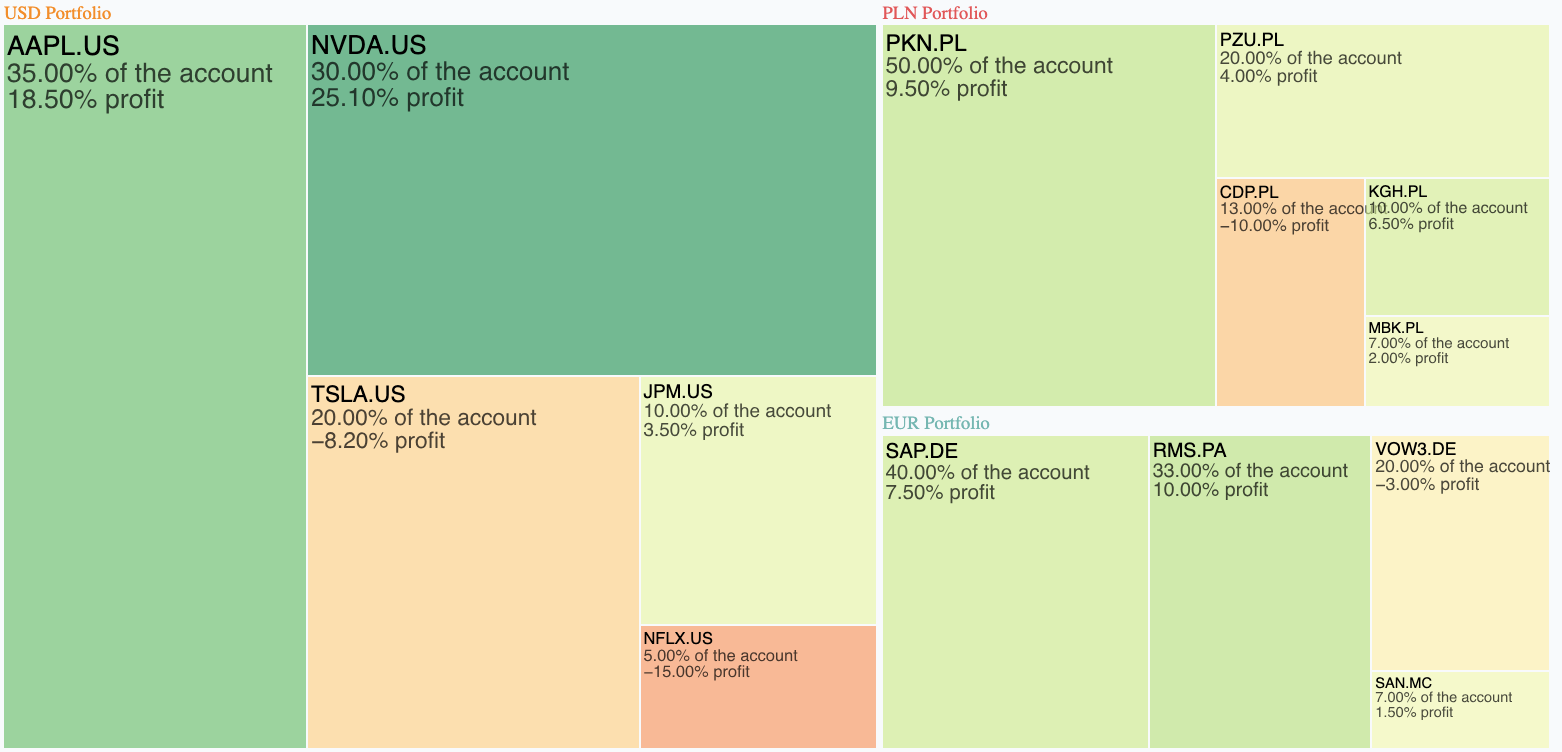 USD Portfolio
AAPL.US
35.00% of the account
18.50% profit
NVDA.US
30.00% of the account
25.10% profit
TSLA.US
20.00% of the account
−8.20% profit
JPM.US
10.00% of the account
3.50% profit
NFLX.US
5.00% of the account
−15.00% profit
PLN Portfolio
PKN.PL
50.00% of the account
9.50% profit
PZU.PL
20.00% of the account
4.00% profit
CDP.PL
13.00% of the account
−10.00% profit
KGH.PL
10.00% of the account
6.50% profit
MBK.PL
7.00% of the account
2.00% profit
EUR Portfolio
SAP.DE
40.00% of the account
7.50% profit
RMS.PA
33.00% of the account
10.00% profit
VOW3.DE
20.00% of the account
−3.00% profit
SAN.MC
7.00% of the account
1.50% profit